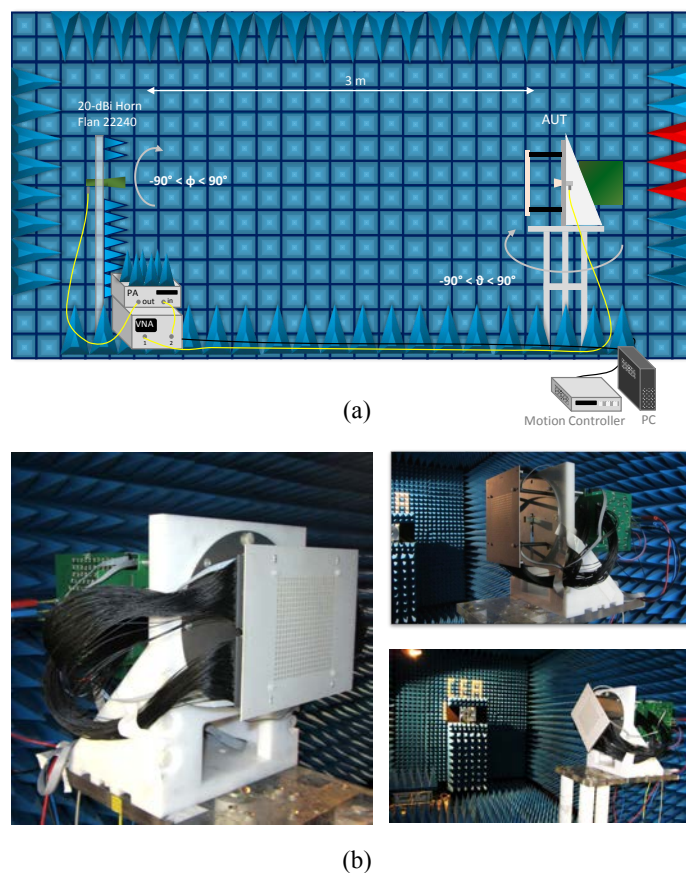 (a)
3 m
20-dBi Horn
Flan 22240
AUT
-90° < ϕ < 90°
-90° < ϑ < 90°
PA
out
in
VNA
1
2
Motion Controller
PC
(b)